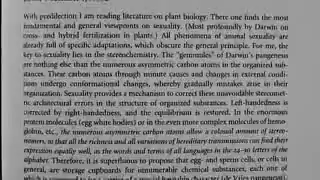 With predilection I am reading literature on plant biology. There one finds the most
fundamental and general viewpoints on sexuality. (Most profoundly by Darwin on
cross- and hybrid fertilization in plants.) All phenomena of animal sexuality are
already full of specific adaptations, which obscure the general principle. For me, the
key to sexuality lies in the stereochemistry. The "gemmules" of Darwin's pangenesis
are nothing else than the numerous asymmetric carbon atoms in the organized sub-
stances. These carbon atoms through minute causes and changes in external condi-
tions undergo conformational changes, whereby gradually mistakes arise in their
organization. Sexuality provides a mechanism to correct these unavoidable stereomet-
ric architectural errors in the structure of organized substances. Left-handedness is
corrected by right-handedness, and the equilibrium is restored. In the enormous
protein molecules (egg white bodies) or in the even more complex molecules of hemo-
globin, etc., the numerous asymmetric carbon atoms allow a colossal amount of stereo-
mers, so that all the richness and all variations of hereditary transmissions can find their
expression equally well, as the words and terms of all languages in the 24-30 letters of the
alphabet. Therefore, it is superfluous to propose that egg- and sperm cells, or cells in
general, are storage cupboards for innumerable chemical substances, each one of